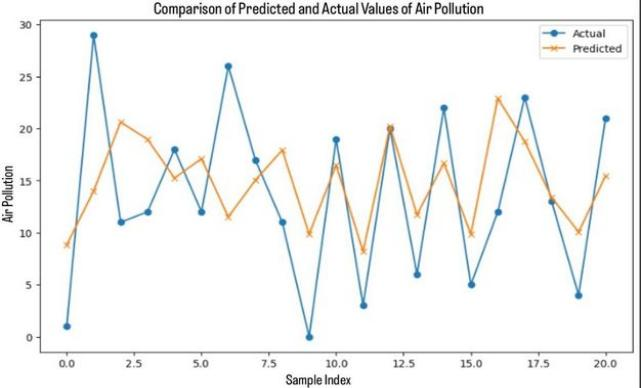 Comparison of Predicted and Actual Values of Air Pollution
Actual
Predicted
30
25
20
15
10
5
0
Air Pollution
0.0 2.5 5.0 7.5 10.0 12.5 15.0 17.5 20.0
Sample Index